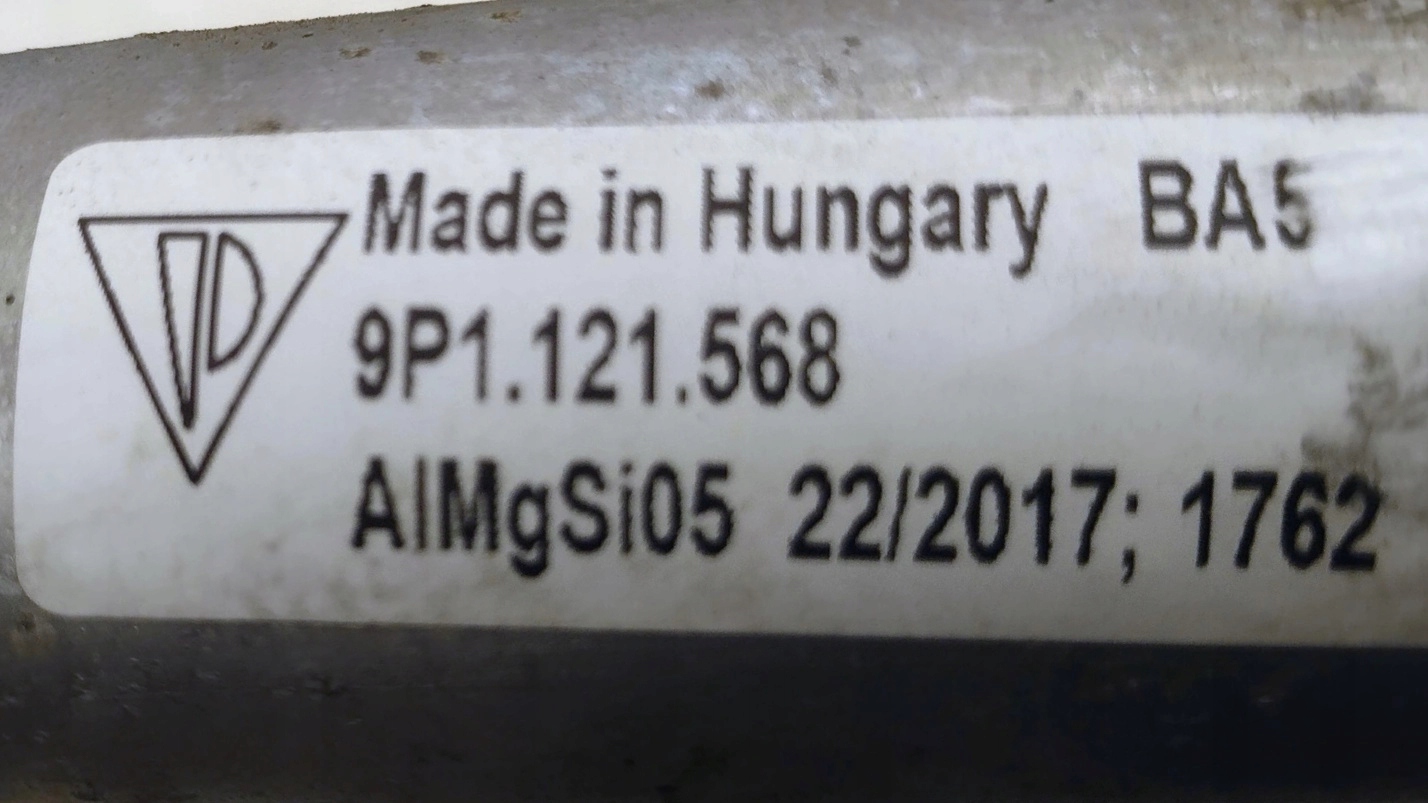 Made in Hungary BA5
9P1.121.568
AlMgSi05 22/2017; 1762